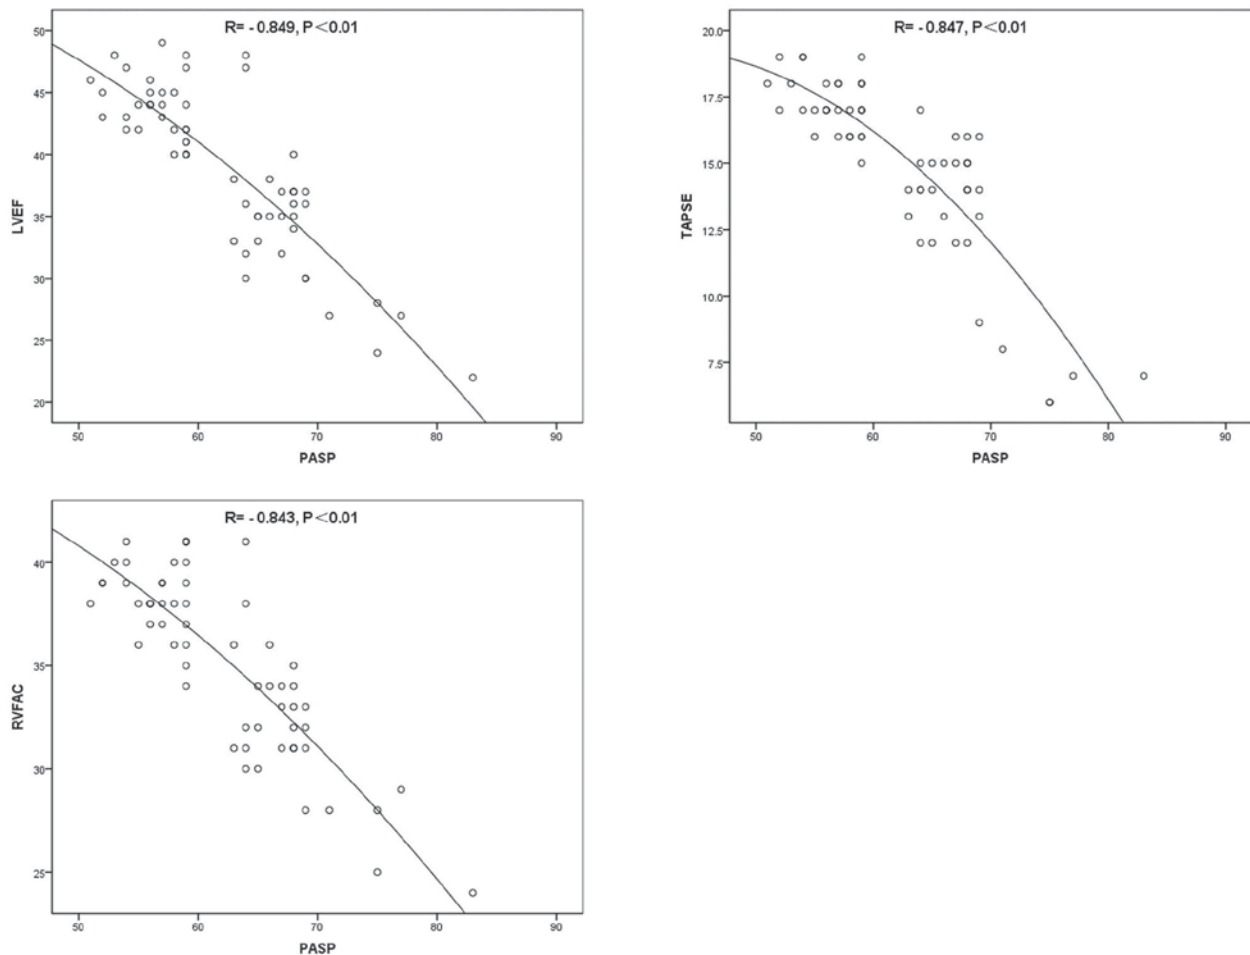 R= - 0.849, P<0.01
50
45
40
35
30
25
20
LVEF
50 60 70 80 90
PASP
R= - 0.847, P<0.01
20.0
17.5
15.0
12.5
10.0
7.5
TAPSE
50 60 70 80 90
PASP
R= - 0.843, P<0.01
40
35
30
25
RVFAC
50 60 70 80 90
PASP